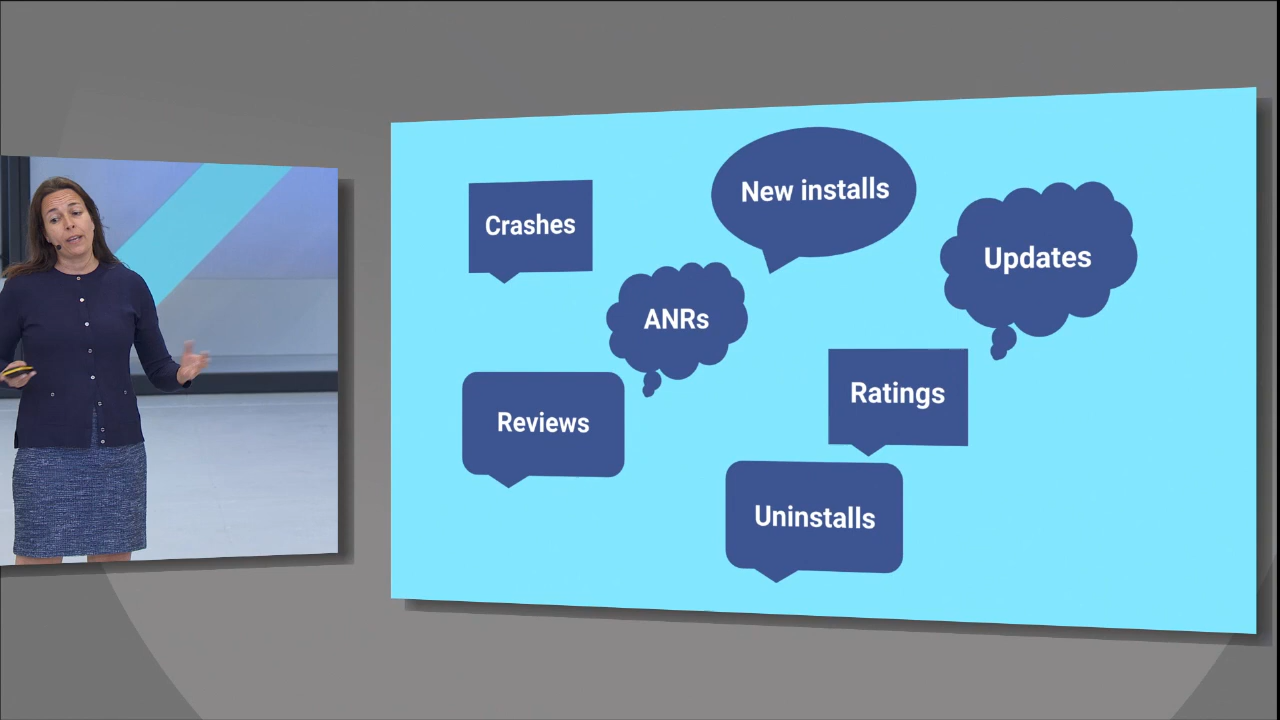 New installs
Crashes
Updates
ANRs
Ratings
Reviews
Uninstalls